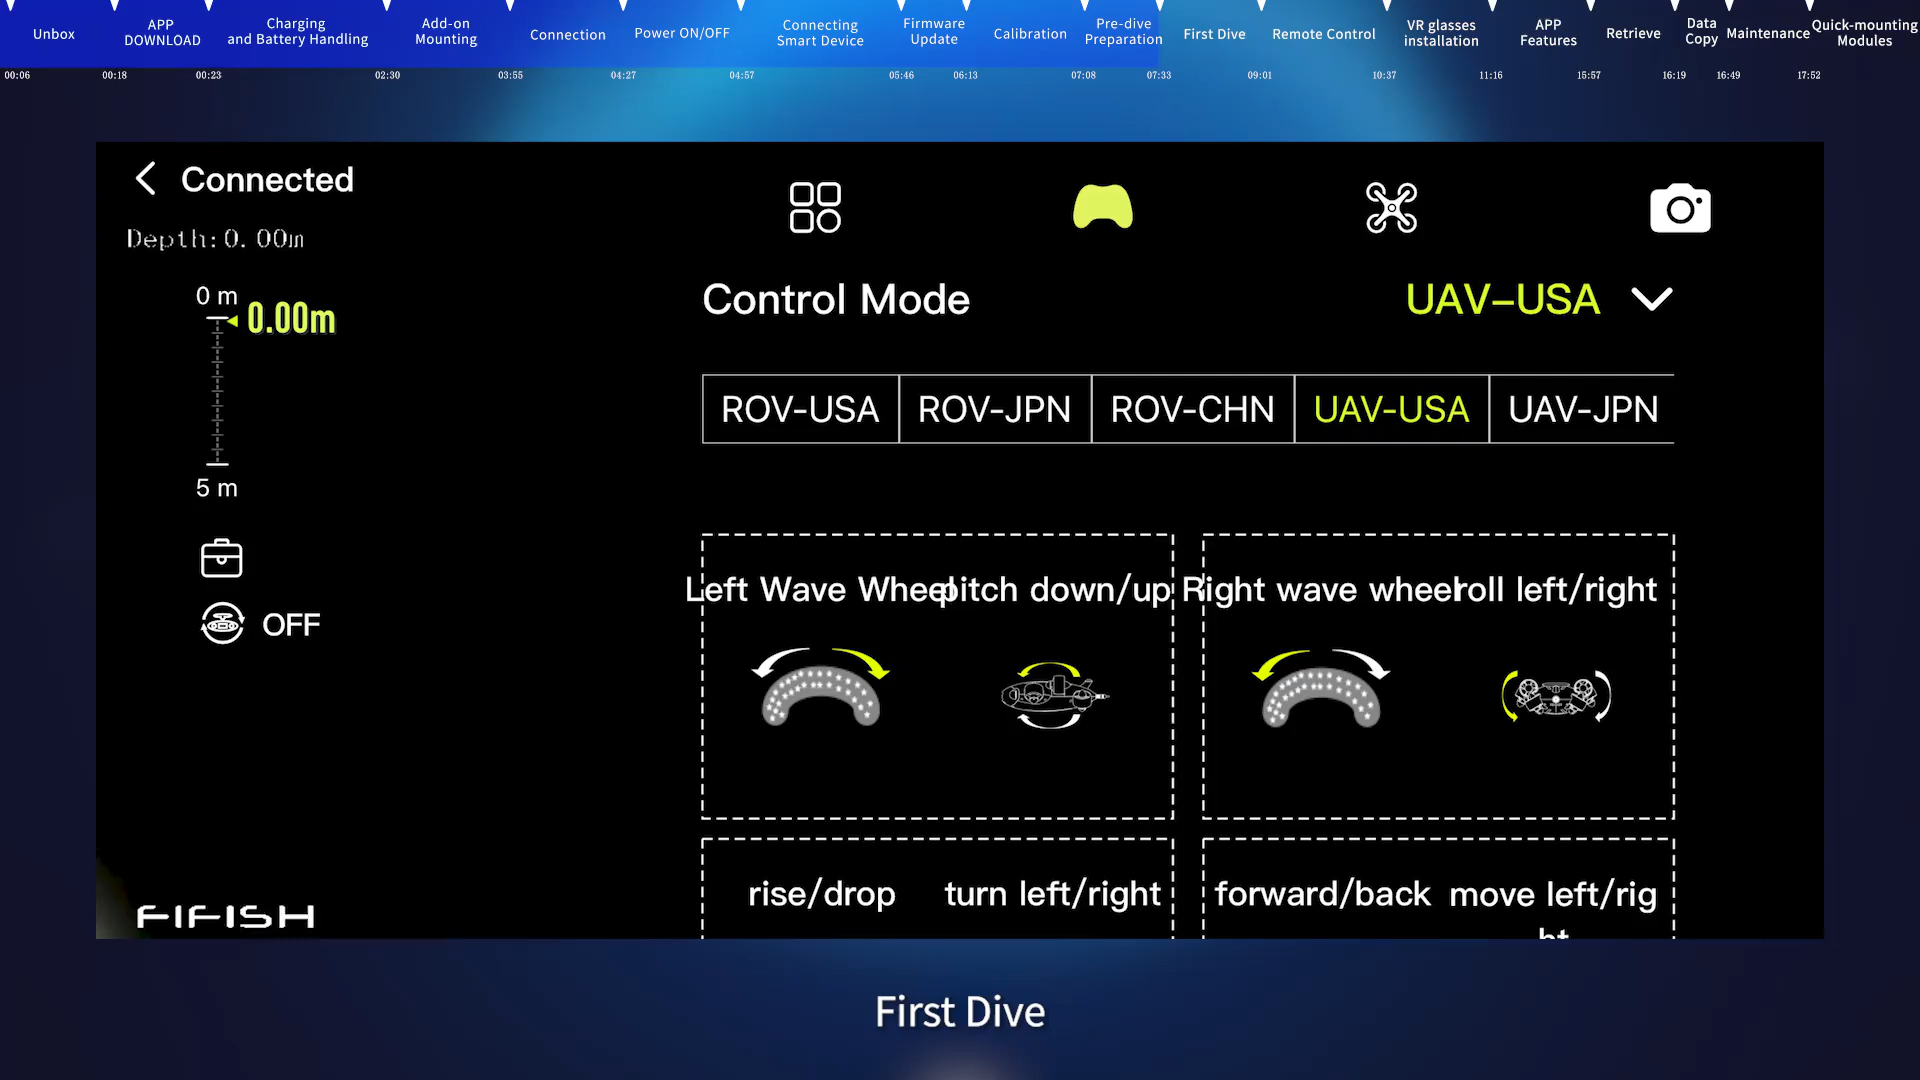 Unbox
APP
DOWNLOAD
Charging
and Battery Handling
Add-on
Mounting
Connection
Power ON/OFF
Connecting
Smart Device
Firmware
Update
Calibration
Pre-dive
Preparation
First Dive
Remote Control
VR glasses
installation
APP
Features
Retrieve
Data
Copy
Maintenance
Quick-mounting
Modules
00:06 00:18 00:23 02:30 03:55 04:27 04:57 05:46 06:13 07:08 07:33 09:01 10:37 11:16 15:57 16:19 16:49 17:52
Connected
Depth:0.00m
0 m
0.00m
5 m
OFF
FIFISH
Control Mode UAV-USA
ROV-USA ROV-JPN ROV-CHN UAV-USA UAV-JPN
Left Wave Wheel pitch down/up Right wave wheel roll left/right
rise/drop turn left/right forward/back move left/rig
ht
First Dive